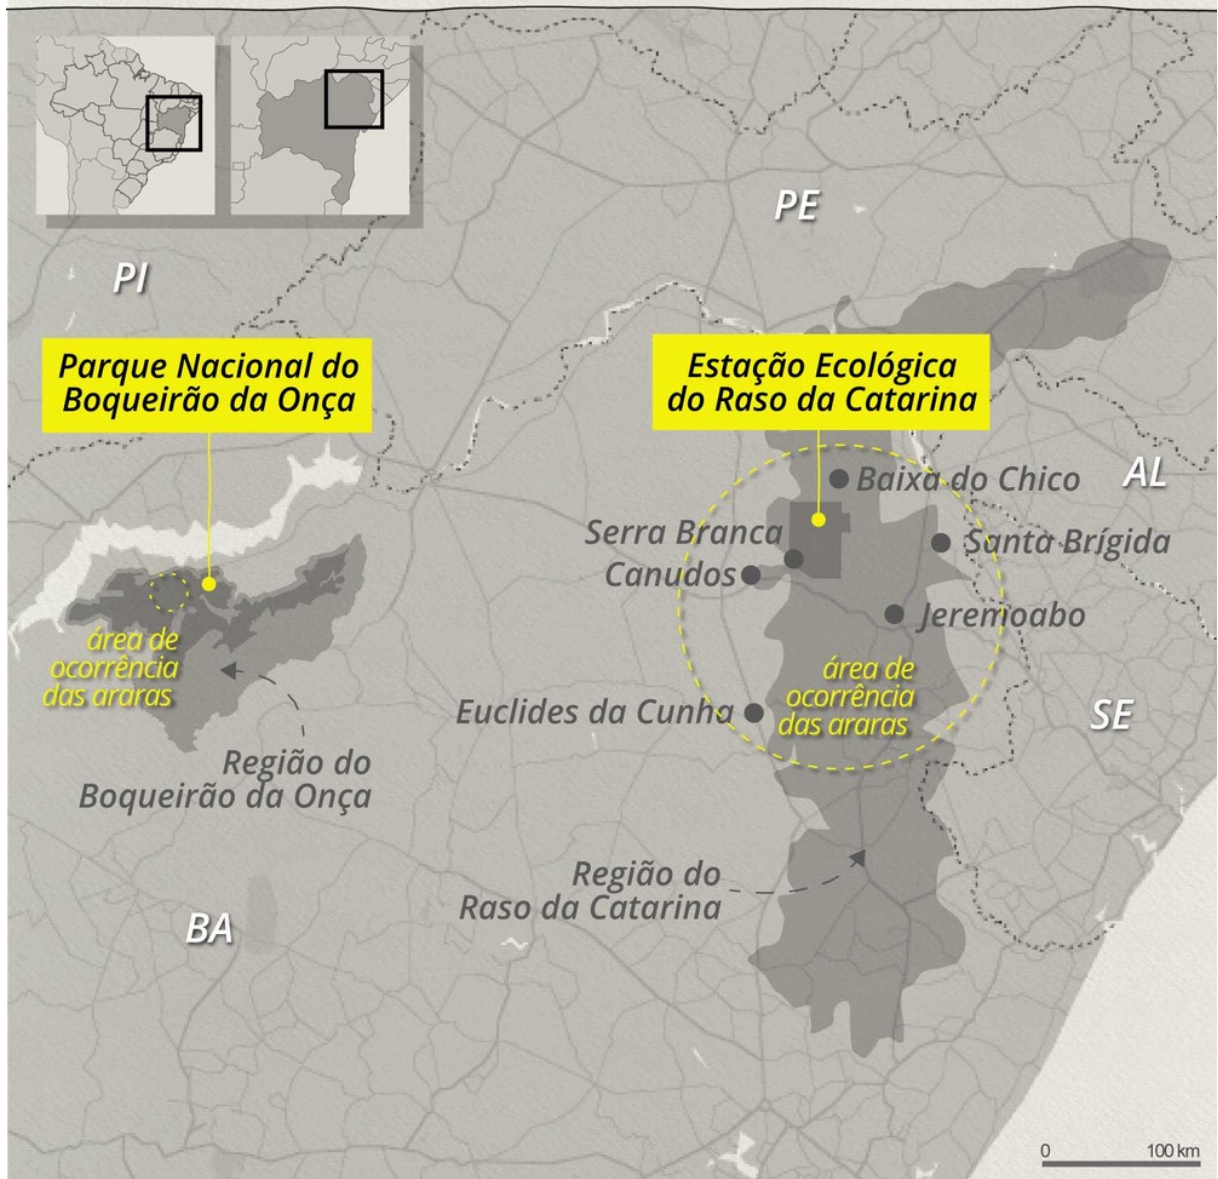 PE
PI
Parque Nacional do
Boqueirão da Onça
Estação Ecológica
do Raso da Catarina
Baixa do Chico
AL
Serra Branca
Santa Brígida
Canudos
Jeremoabo
área de
ocorrência
das araras
área de
ocorrência
das araras
Euclides da Cunha
SE
Região do
Boqueirão da Onça
Região do
Raso da Catarina
BA
0 100 km